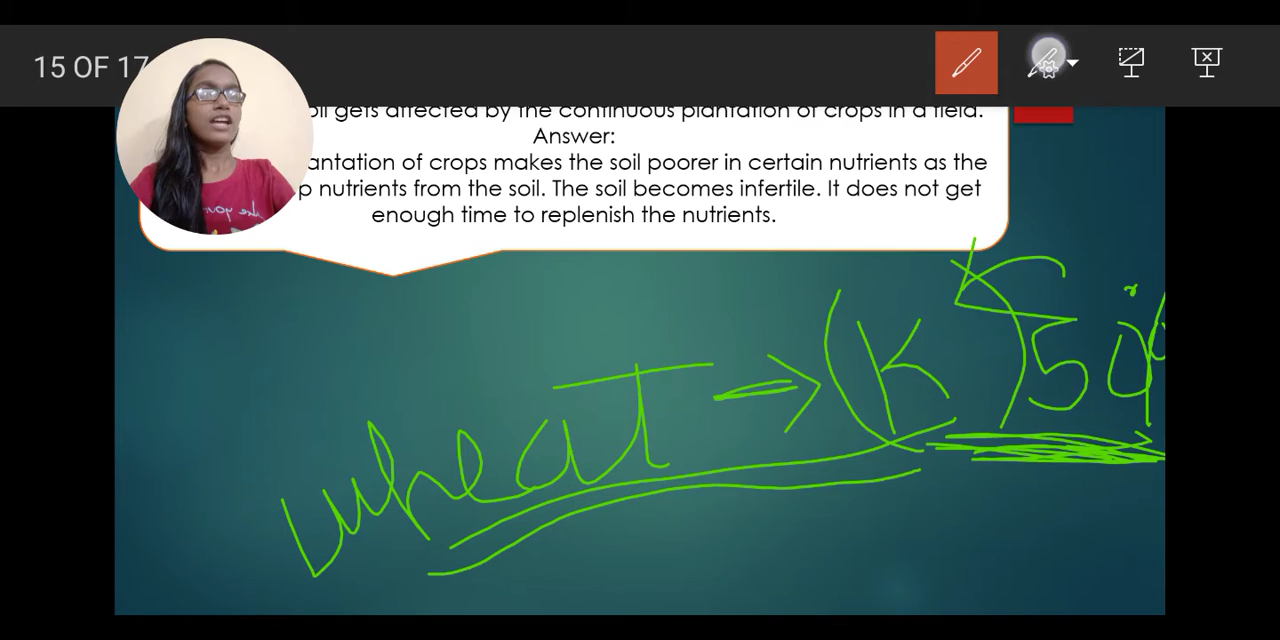 15 OF 17
oil gets affected by the continuous plantation of crops in a field.
Answer:
antation of crops makes the soil poorer in certain nutrients as the
p nutrients from the soil. The soil becomes infertile. It does not get
enough time to replenish the nutrients.
wheat → (K)